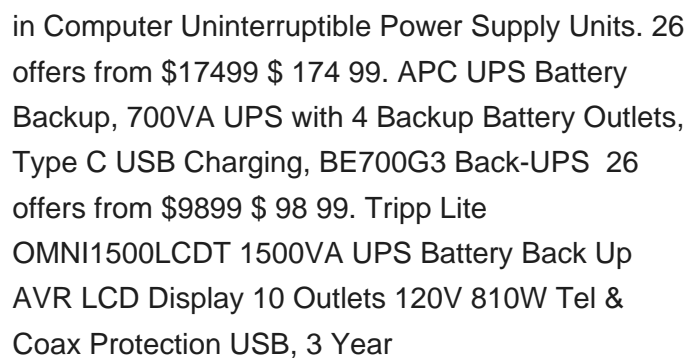 in Computer Uninterruptible Power Supply Units. 26
offers from $17499 $ 174 99. APC UPS Battery
Backup, 700VA UPS with 4 Backup Battery Outlets,
Type C USB Charging, BE700G3 Back-UPS  26
offers from $9899 $ 98 99. Tripp Lite
OMNI1500LCDT 1500VA UPS Battery Back Up
AVR LCD Display 10 Outlets 120V 810W Tel &
Coax Protection USB, 3 Year